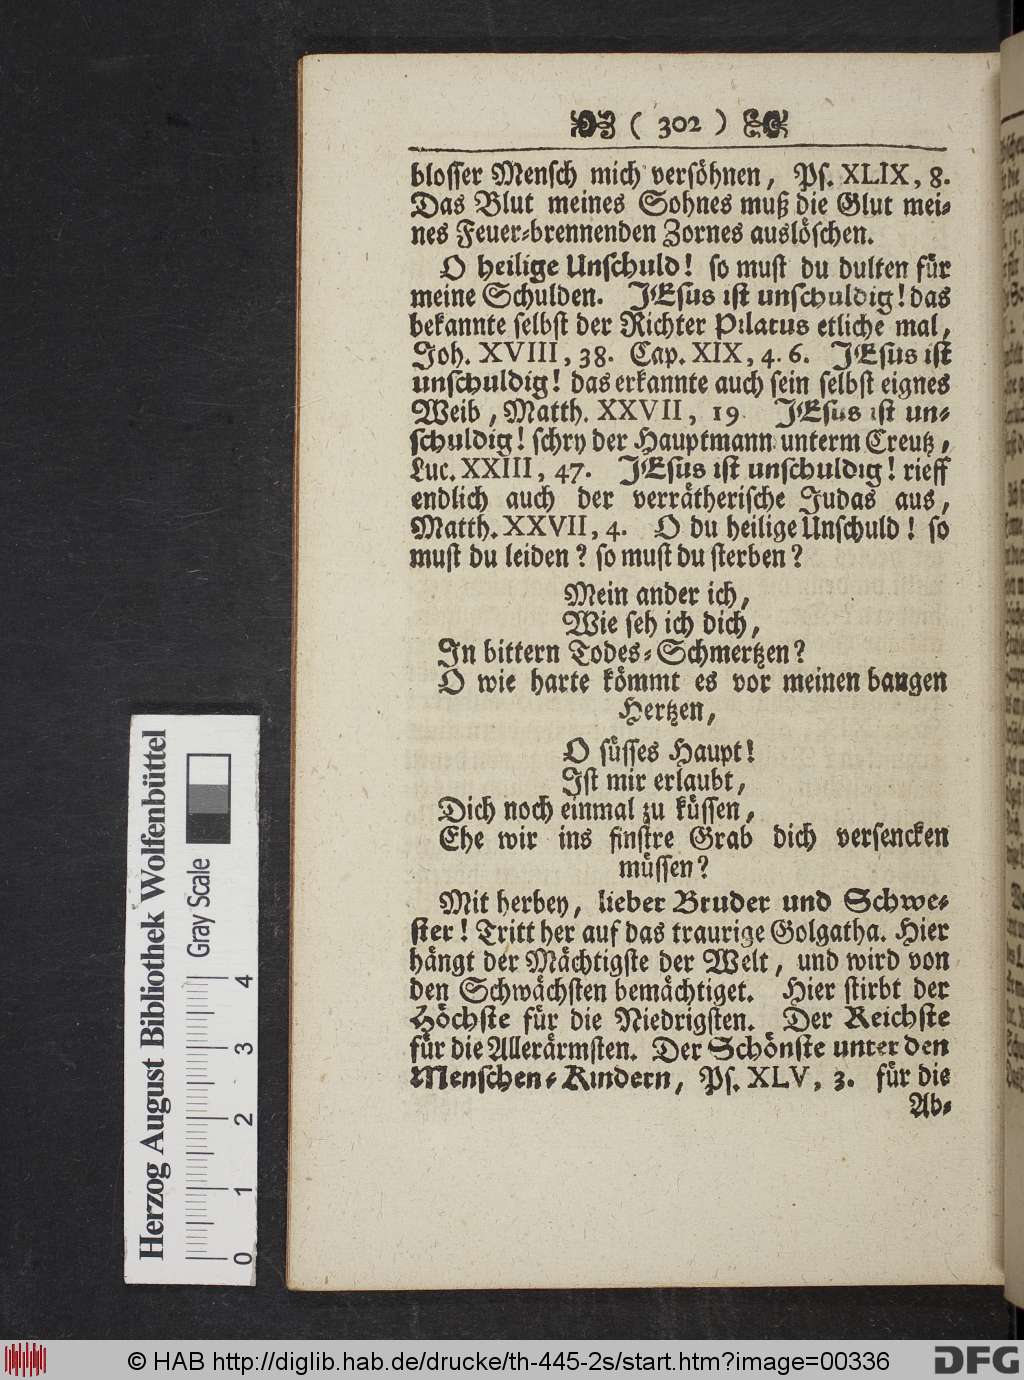 ( 302 )
blosser Mensch mich versöhnen, Ps. XLIX, 8.
Das Blut meines Sohnes muß die Glut mei-
nes Feuer-brennenden Zornes auslöschen.
O heilige Unschuld! so must du dulten für
meine Schulden. JEsus ist unschuldig! das
bekannte selbst der Richter Pilatus etliche mal,
Joh. XVIII, 38. Cap. XIX, 4. 6. JEsus ist
unschuldig! das erkannte auch sein selbst eignes
Weib, Matth. XXVII, 19 JEsus ist un-
schuldig! schry der Hauptmann unterm Creutz,
Luc. XXIII, 47. JEsus ist unschuldig! rieff
endlich auch der verrätherische Judas aus,
Matth. XXVII, 4. O du heilige Unschuld! so
must du leiden? so must du sterben?
Mein ander ich,
Wie seh ich dich,
In bittern Todes-Schmertzen?
O wie harte kömmt es vor meinen bangen
Hertzen,
O süsses Haupt!
Ist mir erlaubt,
Dich noch einmal zu küssen,
Ehe wir ins finstre Grab dich versencken
müssen?
Mit herbey, lieber Bruder und Schwe-
ster! Tritt her auf das traurige Golgatha. Hier
hängt der Mächtigste der Welt, und wird von
den Schwächsten bemächtiget. Hier stirbt der
Höchste für die Niedrigsten. Der Reichste
für die Allerärmsten. Der Schönste unter den
Menschen-Kindern, Ps. XLV, 3. für die
Ab-
Herzog August Bibliothek Wolfenbüttel
Gray Scale
0 1 2 3 4
© HAB http://diglib.hab.de/drucke/th-445-2s/start.htm?image=00336
DFG